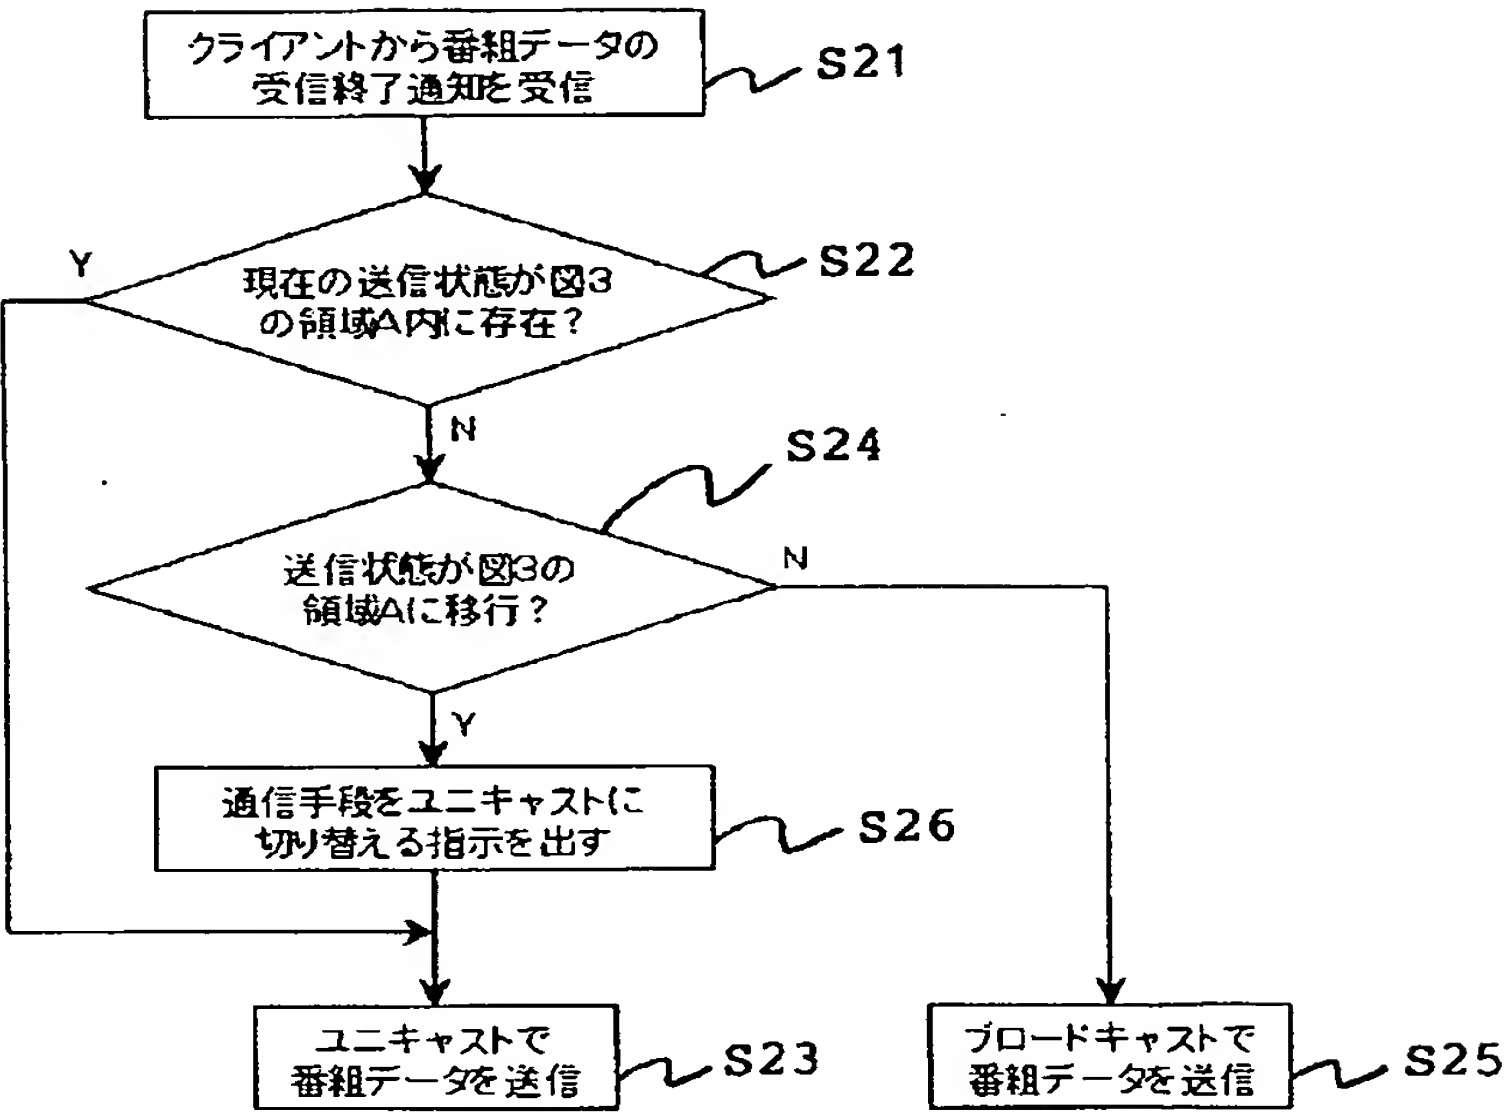 クライアントから番組データの
受信終了通知を受信
S21
Y
現在の送信状態が図3
の領域A内に存在？
S22
N
S24
送信状態が図3の
領域Aに移行？
N
Y
通信手段をユニキャストに
切り替える指示を出す
S26
ユニキャストで
番組データを送信
S23
ブロードキャストで
番組データを送信
S25